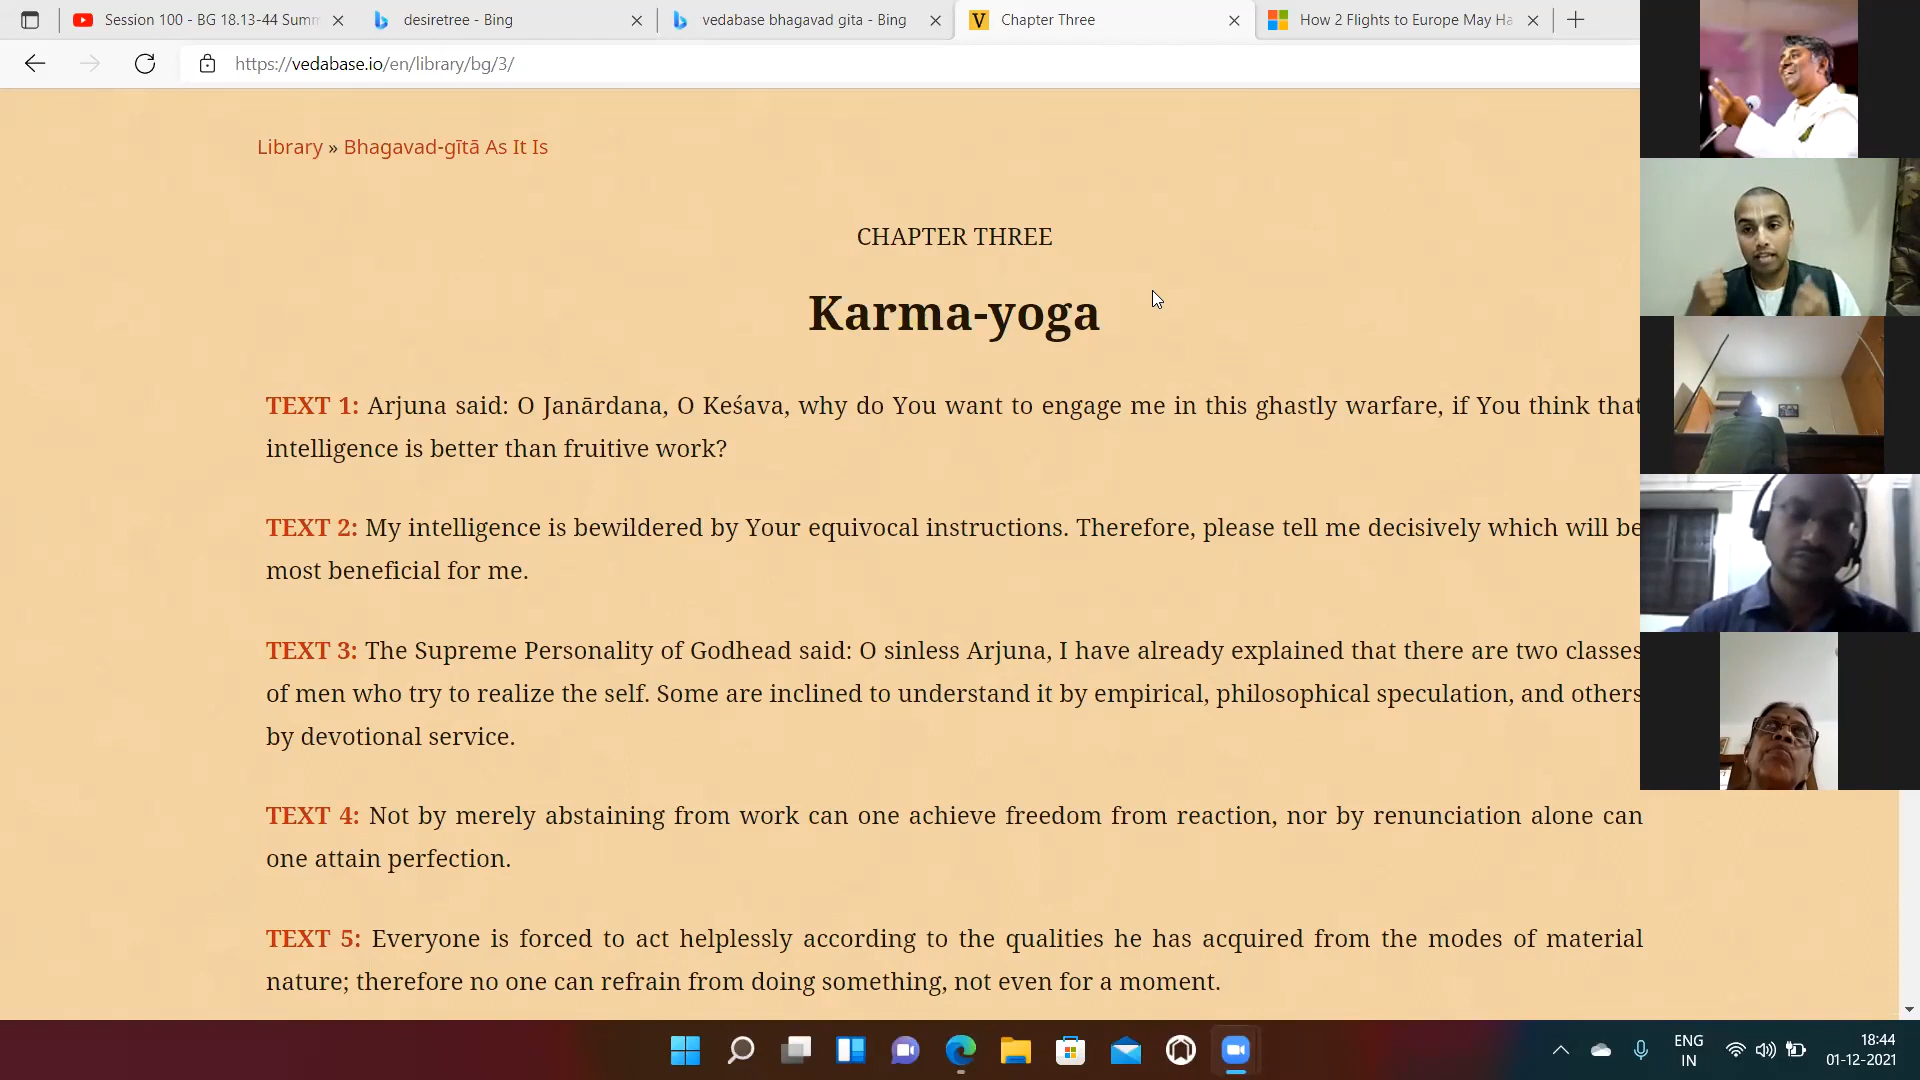 Session 100 - BG 18.13-44 Summ
desiretree - Bing
vedabase bhagavad gita - Bing
Chapter Three
How 2 Flights to Europe May Ha
https://vedabase.io/en/library/bg/3/
Library » Bhagavad-gītā As It Is
CHAPTER THREE
Karma-yoga
TEXT 1: Arjuna said: O Janārdana, O Keśava, why do You want to engage me in this ghastly warfare, if You think that
intelligence is better than fruitive work?
TEXT 2: My intelligence is bewildered by Your equivocal instructions. Therefore, please tell me decisively which will be
most beneficial for me.
TEXT 3: The Supreme Personality of Godhead said: O sinless Arjuna, I have already explained that there are two classes
of men who try to realize the self. Some are inclined to understand it by empirical, philosophical speculation, and others
by devotional service.
TEXT 4: Not by merely abstaining from work can one achieve freedom from reaction, nor by renunciation alone can
one attain perfection.
TEXT 5: Everyone is forced to act helplessly according to the qualities he has acquired from the modes of material
nature; therefore no one can refrain from doing something, not even for a moment.
ENG
IN
18:44
01-12-2021